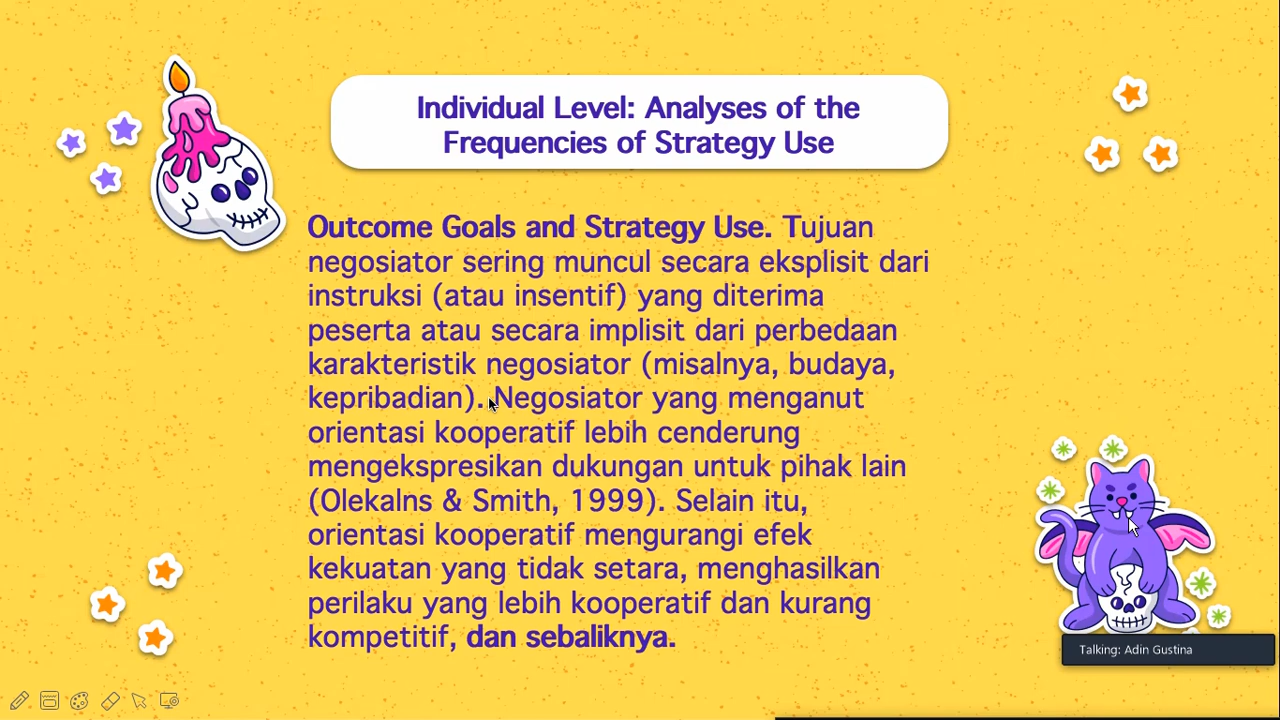 Individual Level: Analyses of the
Frequencies of Strategy Use
Outcome Goals and Strategy Use. Tujuan
negosiator sering muncul secara eksplisit dari
instruksi (atau insentif) yang diterima
peserta atau secara implisit dari perbedaan
karakteristik negosiator (misalnya, budaya,
kepribadian). Negosiator yang menganut
orientasi kooperatif lebih cenderung
mengekspresikan dukungan untuk pihak lain
(Olekalns & Smith, 1999). Selain itu,
orientasi kooperatif mengurangi efek
kekuatan yang tidak setara, menghasilkan
perilaku yang lebih kooperatif dan kurang
kompetitif, dan sebaliknya.
Talking: Adin Gustina